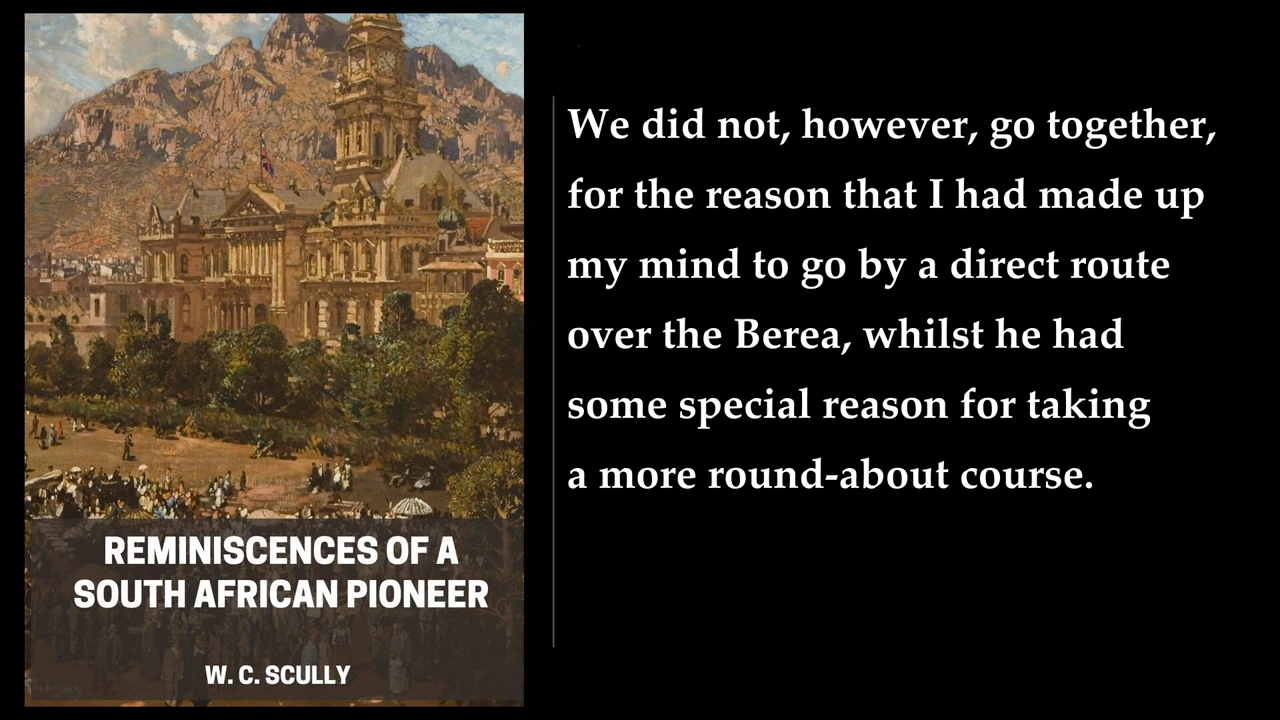 We did not, however, go together,
for the reason that I had made up
my mind to go by a direct route
over the Berea, whilst he had
some special reason for taking
a more round-about course.
REMINISCENCES OF A
SOUTH AFRICAN PIONEER
W. C. SCULLY